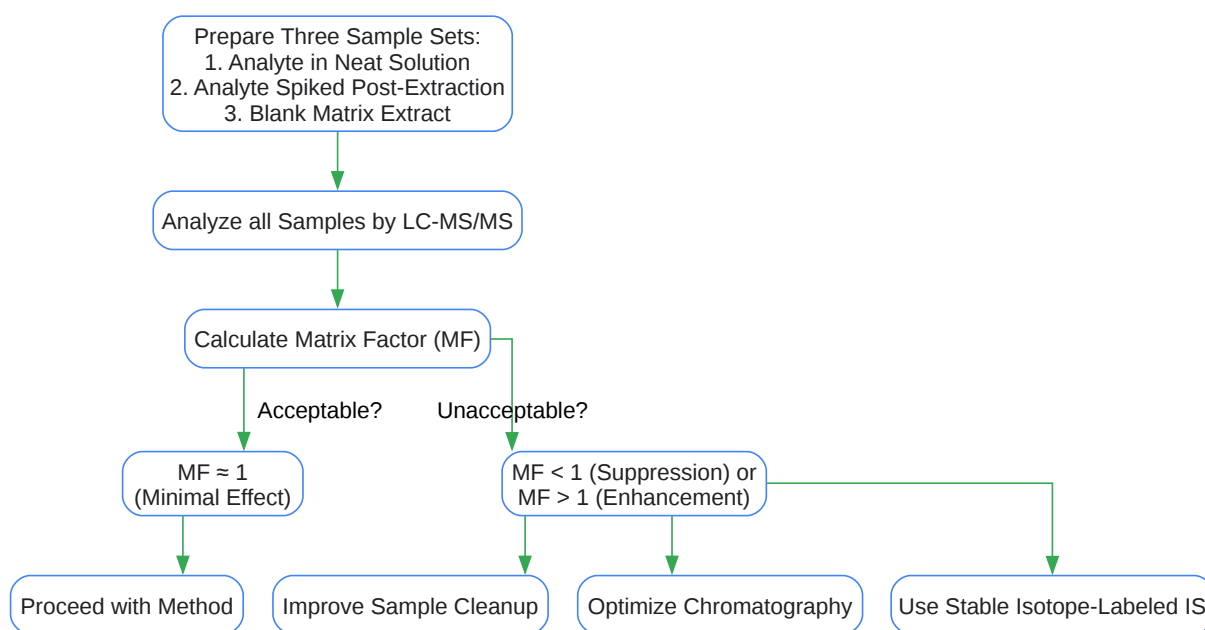 Prepare Three Sample Sets:
1. Analyte in Neat Solution
2. Analyte Spiked Post-Extraction
3. Blank Matrix Extract
Analyze all Samples by LC-MS/MS
Calculate Matrix Factor (MF)
Acceptable?
Unacceptable?
MF ≈ 1
(Minimal Effect)
MF < 1 (Suppression) or
MF > 1 (Enhancement)
Proceed with Method
Improve Sample Cleanup
Optimize Chromatography
Use Stable Isotope-Labeled IS